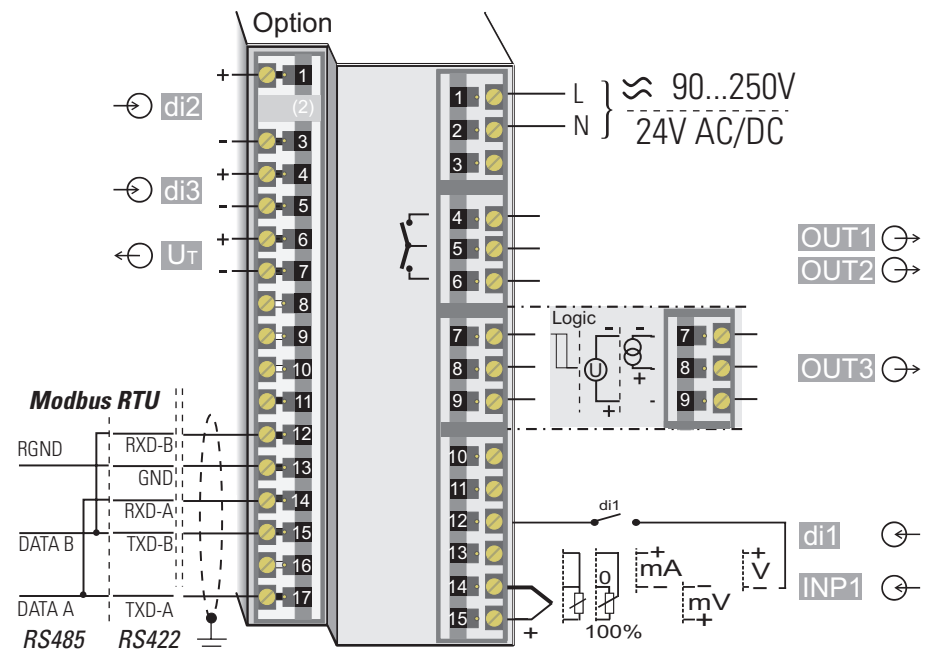 Option
+ 1
di2
(2)
- 3
+ 4
di3
- 5
+ 6
UT
- 7
8
9
10
11
12
13
14
15
16
17
Modbus RTU
RGND
RXD-B
GND
RXD-A
DATA B
TXD-B
DATA A
TXD-A
RS485
RS422
1
2
3
4
5
6
7
8
9
10
11
12
13
14
15
L
N
≈ 90...250V
24V AC/DC
OUT1
OUT2
Logic
- -
U
+ +
-
7
8
9
OUT3
di1
di1
INP1
+
0
100%
+
mA
-
-
mV
+
+
V
-